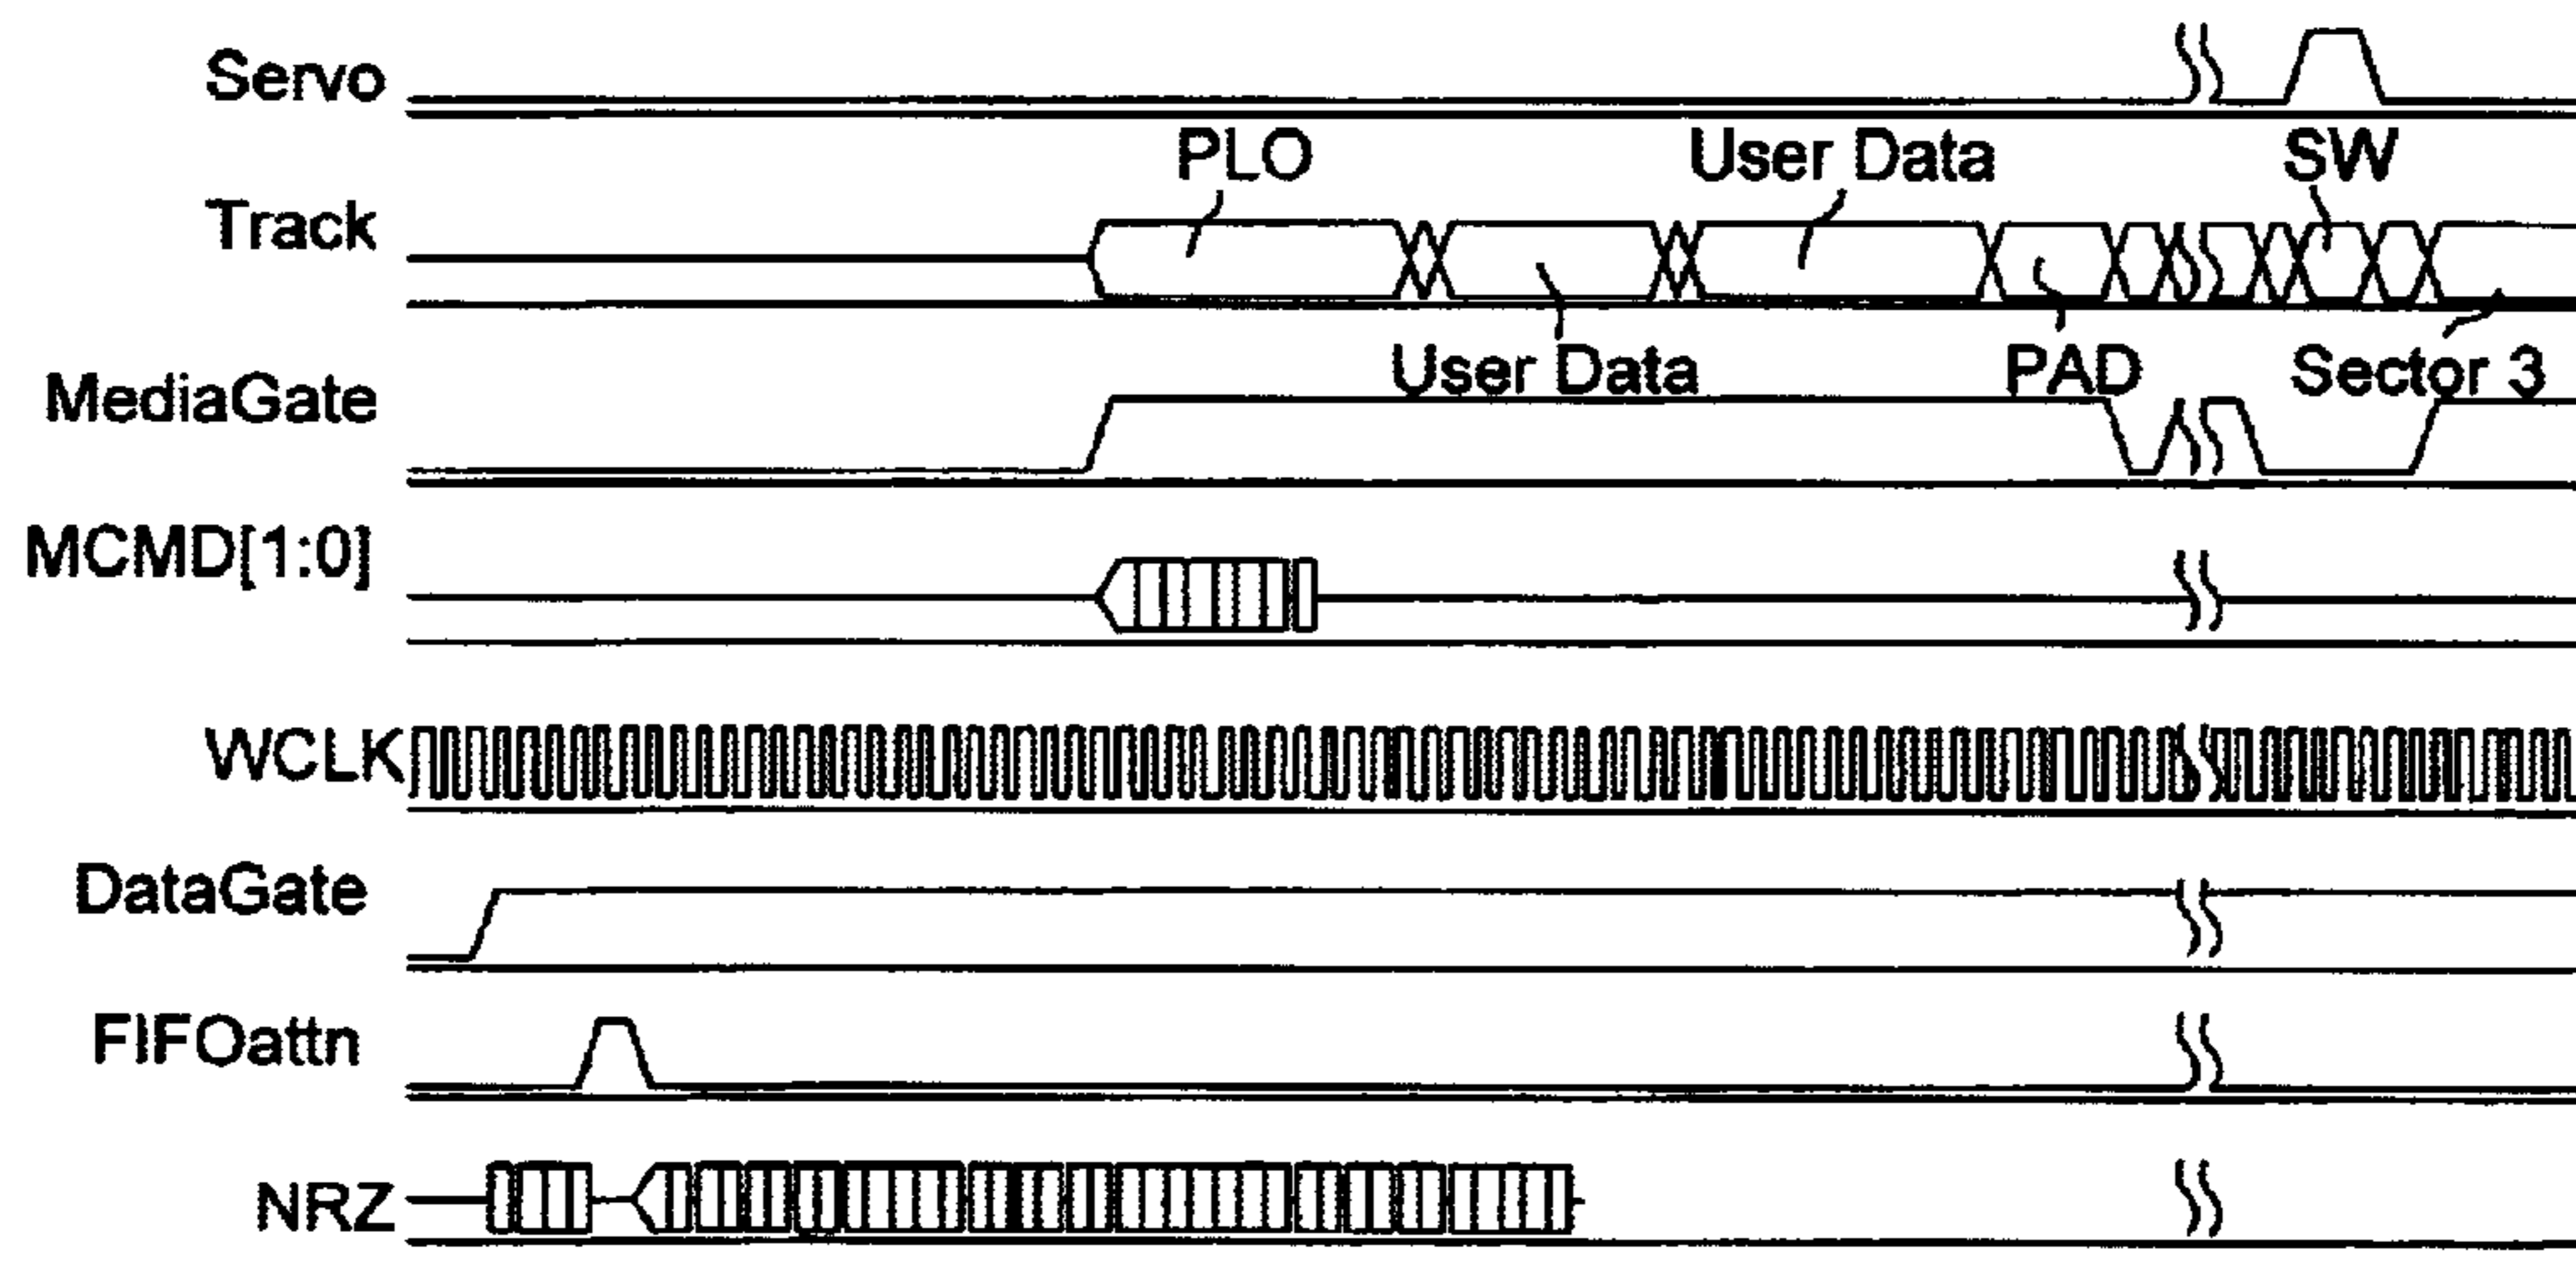 Servo
PLO User Data SW
Track
User Data PAD Sector 3
MediaGate
MCMD[1:0]
WCLK
DataGate
FIFOattn
NRZ